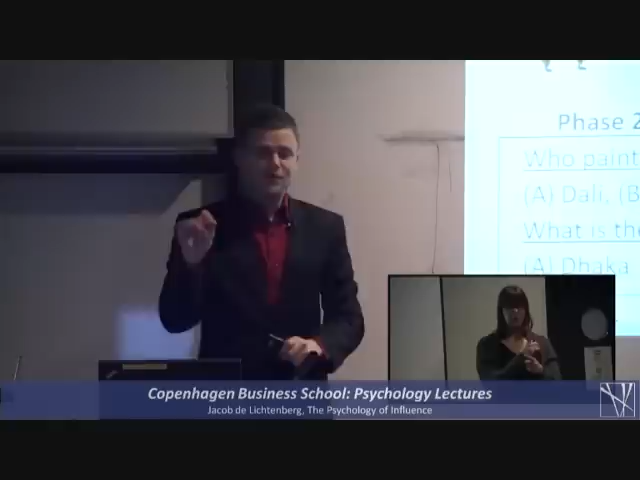 Phase 2
Who paint
(A) Dali, (B
What is the
(A) Dhaka
Copenhagen Business School: Psychology Lectures
Jacob de Lichtenberg, The Psychology of Influence